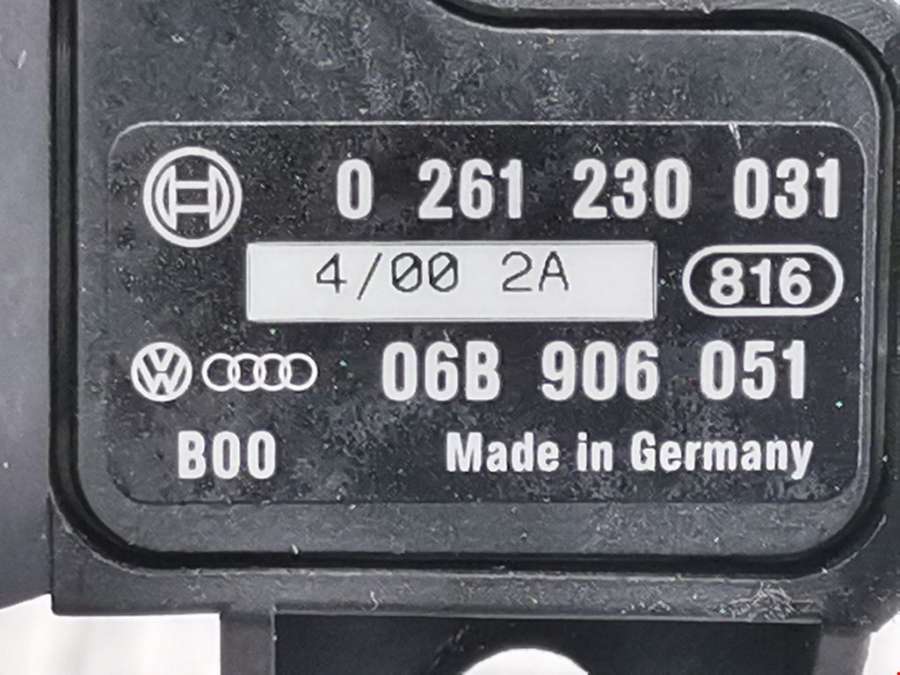 0 261 230 031
4/00 2A
816
06B 906 051
B00
Made in Germany